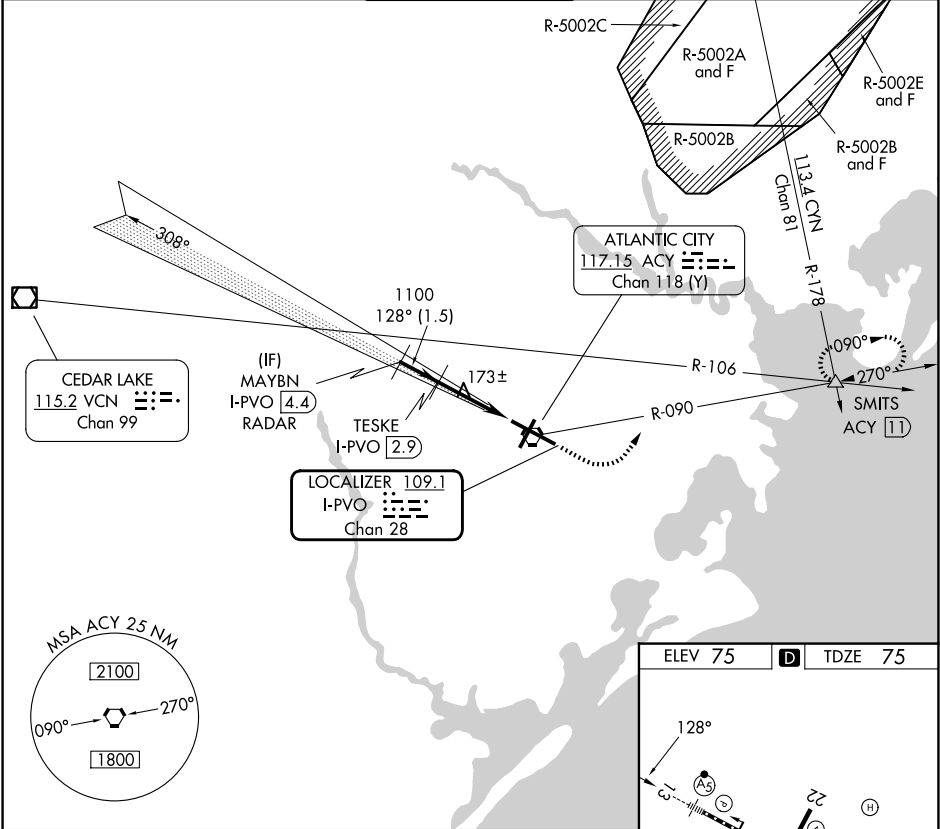 R-5002C
R-5002A
and F
R-5002E
and F
R-5002B
R-5002B
and F
113.4 CYN
Chan 81
R-178
308°
ATLANTIC CITY
117.15 ACY
Chan 118 (Y)
1100
128° (1.5)
090°
270°
(IF)
MAYBN
I-PVO 4.4
RADAR
173±
R-106
CEDAR LAKE
115.2 VCN
Chan 99
TESKE
I-PVO 2.9
R-090
SMITS
ACY 11
LOCALIZER 109.1
I-PVO
Chan 28
MSA ACY 25 NM
2100
090°
270°
1800
ELEV 75
D
TDZE 75
128°
A5
P
13
22
H